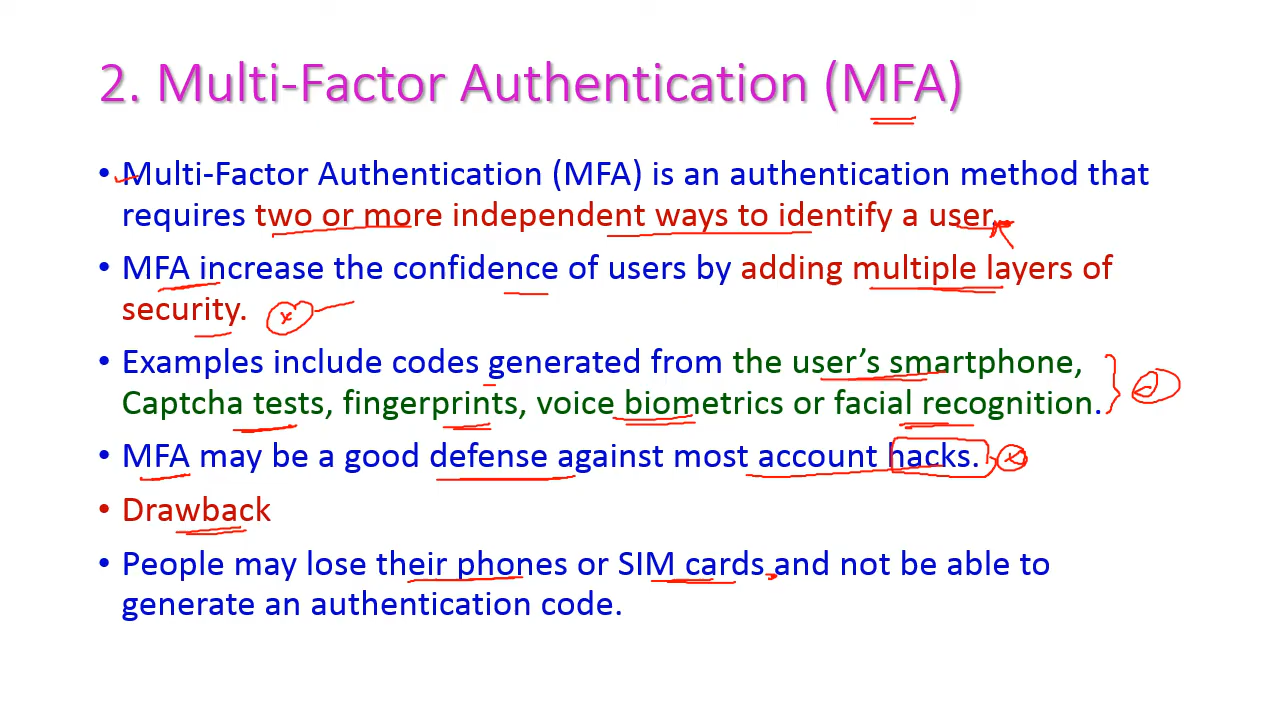 2. Multi-Factor Authentication (MFA)
• Multi-Factor Authentication (MFA) is an authentication method that
requires two or more independent ways to identify a user.
• MFA increase the confidence of users by adding multiple layers of
security.
• Examples include codes generated from the user's smartphone,
Captcha tests, fingerprints, voice biometrics or facial recognition.
• MFA may be a good defense against most account hacks.
• Drawback
• People may lose their phones or SIM cards and not be able to
generate an authentication code.